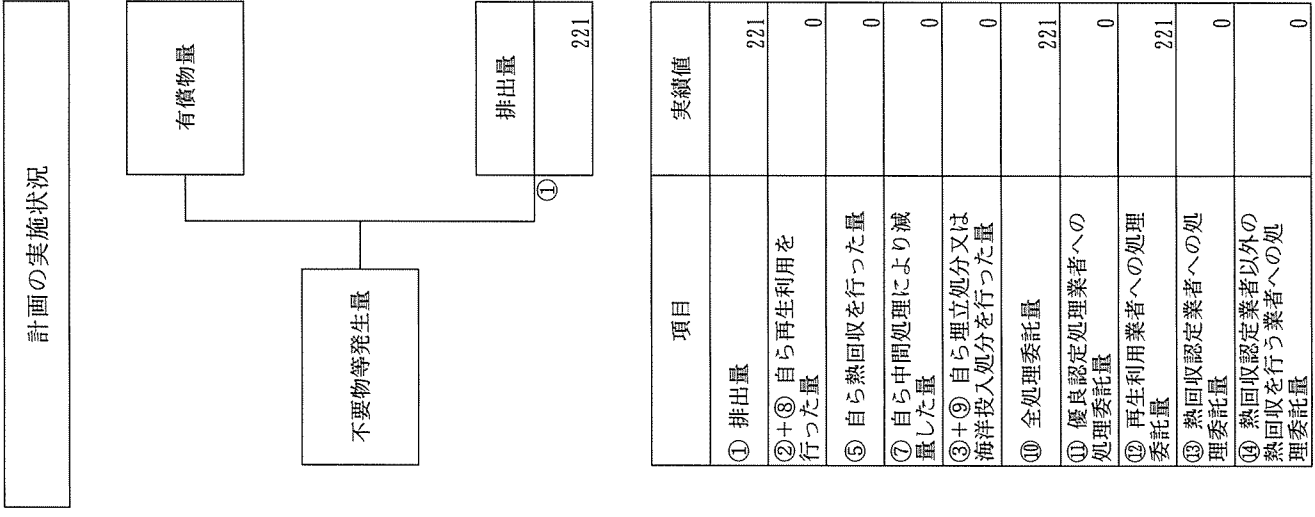 計画の実施状況
有償物量
不要物等発生量
排出量
①
221
項目
実績値
① 排出量
221
②+⑧ 自ら再生利用を
行った量
0
⑤ 自ら熱回収を行った量
0
⑦ 自ら中間処理により減
量した量
0
③+⑨ 自ら埋立処分又は
海洋投入処分を行った量
0
⑩ 全処理委託量
221
⑪ 優良認定処理業者への
処理委託量
0
⑫ 再生利用業者への処理
委託量
221
⑬ 熱回収認定業者への処
理委託量
0
⑭ 熱回収認定業者以外の
熱回収を行う業者への処
理委託量
0